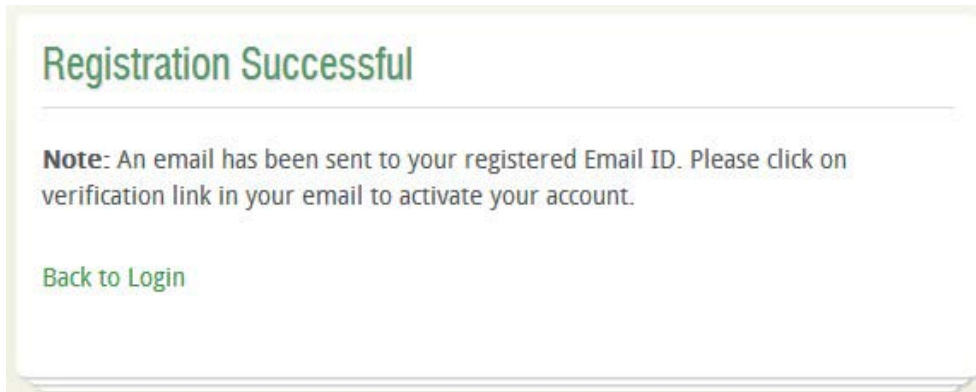 Registration Successful
Note: An email has been sent to your registered Email ID. Please click on
verification link in your email to activate your account.
Back to Login